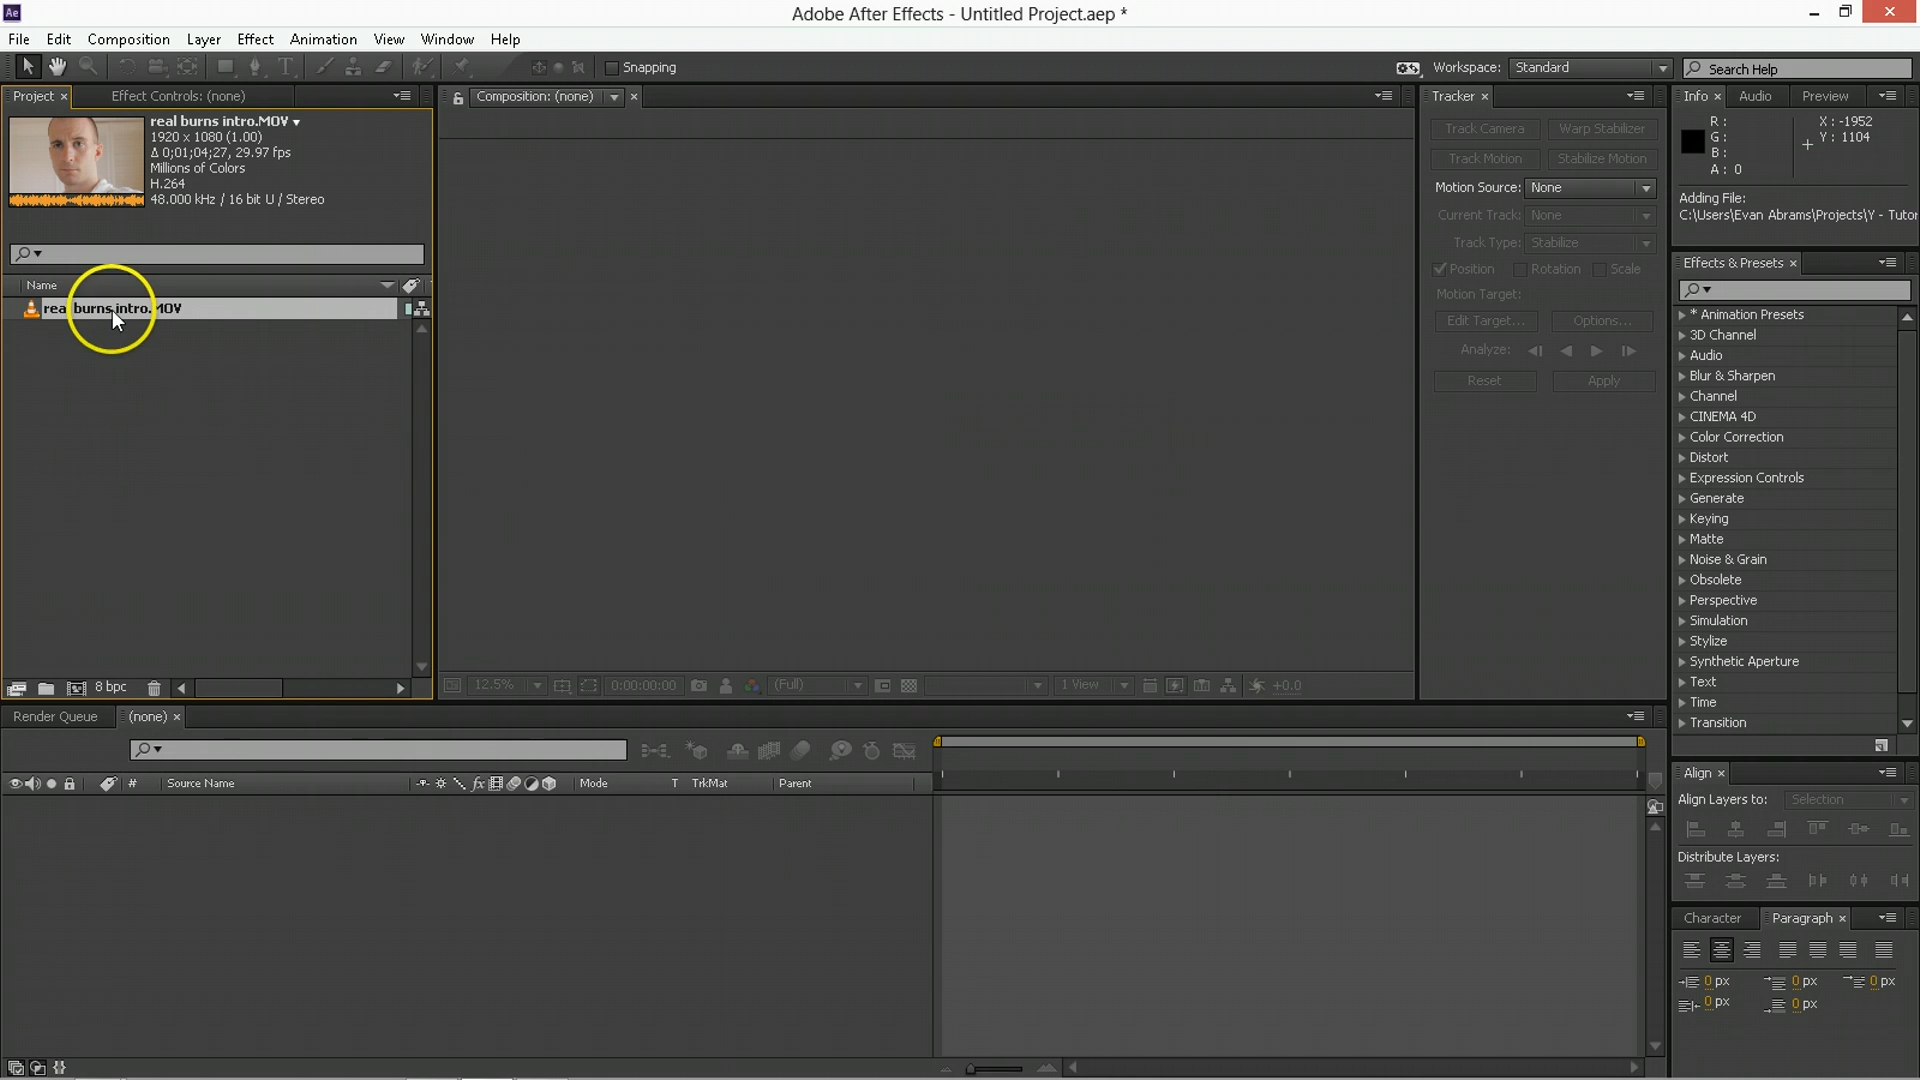 Ae
Adobe After Effects - Untitled Project.aep *
File Edit Composition Layer Effect Animation View Window Help
Snapping
Workspace: Standard
Search Help
Project × Effect Controls: (none)
real burns intro.MOV
1920 x 1080 (1.00)
Δ 0;01;04;27, 29.97 fps
Millions of Colors
H.264
48.000 kHz / 16 bit U / Stereo
Name
real burns intro.MOV
8 bpc
Composition: (none) ×
12.5% 0:00:00:00 (Full) 1 View +0.0
Tracker ×
Track Camera Warp Stabilizer
Track Motion Stabilize Motion
Motion Source: None
Current Track: None
Track Type: Stabilize
Position Rotation Scale
Motion Target:
Edit Target... Options...
Analyze:
Reset Apply
Info × Audio Preview
R :
G :
B :
A : 0
X : -1952
Y : 1104
Adding File:
C:\Users\Evan Abrams\Projects\Y - Tutor
Effects & Presets ×
* Animation Presets
3D Channel
Audio
Blur & Sharpen
Channel
CINEMA 4D
Color Correction
Distort
Expression Controls
Generate
Keying
Matte
Noise & Grain
Obsolete
Perspective
Simulation
Stylize
Synthetic Aperture
Text
Time
Transition
Render Queue (none) ×
# Source Name fx Mode T TrkMat Parent
Align ×
Align Layers to: Selection
Distribute Layers:
Character Paragraph ×
0 px 0 px 0 px
0 px 0 px